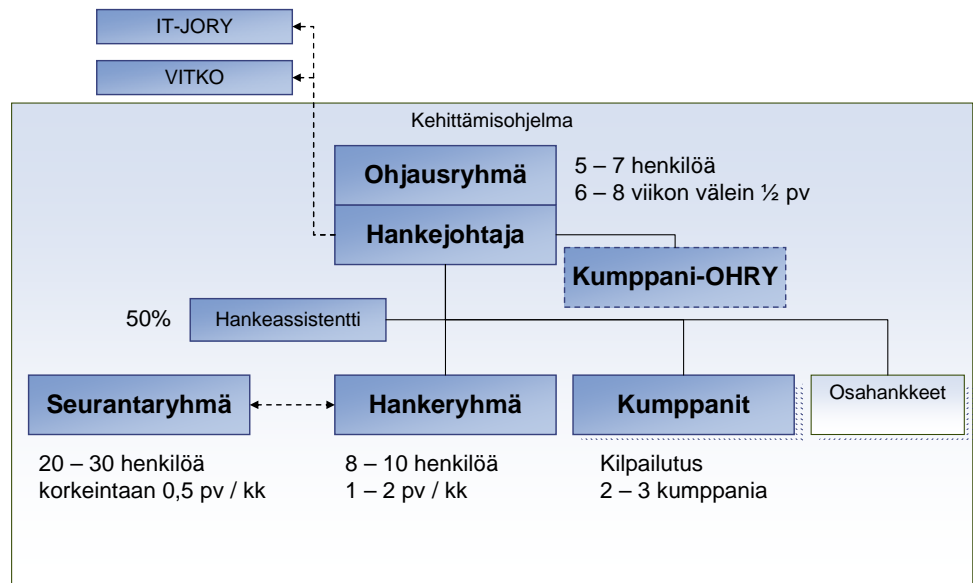 IT-JORY
VITKO
Kehittämisohjelma
Ohjausryhmä
5 – 7 henkilöä
6 – 8 viikon välein ½ pv
Hankejohtaja
Kumppani-OHRY
50%
Hankeassistentti
Seurantaryhmä
Hankeryhmä
Kumppanit
Osahankkeet
20 – 30 henkilöä
korkeintaan 0,5 pv / kk
8 – 10 henkilöä
1 – 2 pv / kk
Kilpailutus
2 – 3 kumppania